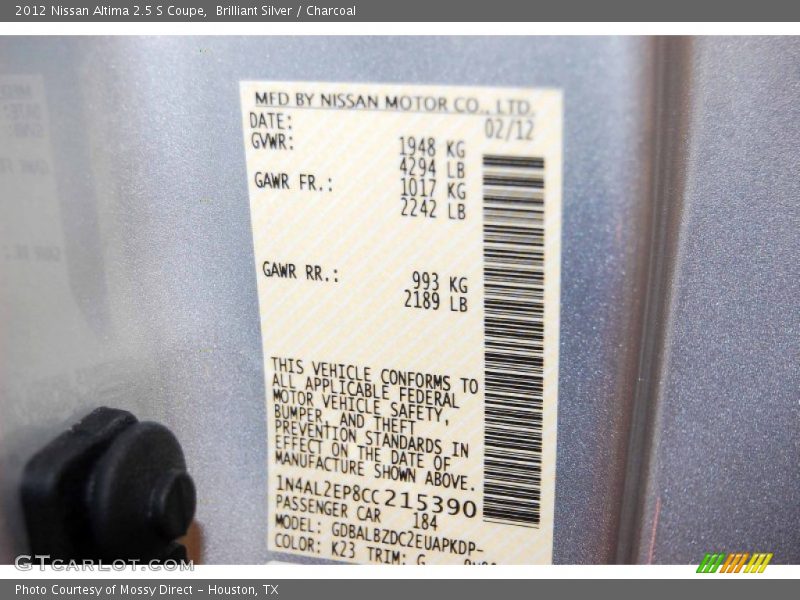 2012 Nissan Altima 2.5 S Coupe,  Brilliant Silver / Charcoal
MFD BY NISSAN MOTOR CO., LTD.
DATE: 02/12
GVWR: 1948 KG
4294 LB
GAWR FR.: 1017 KG
2242 LB
GAWR RR.: 993 KG
2189 LB
THIS VEHICLE CONFORMS TO
ALL APPLICABLE FEDERAL
MOTOR VEHICLE SAFETY,
BUMPER, AND THEFT
PREVENTION STANDARDS IN
EFFECT ON THE DATE OF
MANUFACTURE SHOWN ABOVE.
1N4AL2EP8CC215390
PASSENGER CAR 184
MODEL: GDBALBZDC2EUAPKDP-
COLOR: K23 TRIM: G
GTCarLot.com
Photo Courtesy of Mossy Direct - Houston, TX